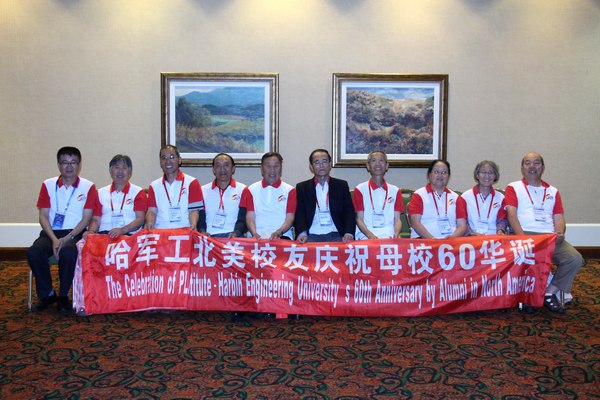 哈军工北美校友庆祝母校60华诞
The Celebration of PL titute - Harbin Engineering University's 60th Anniversary by Alumni in North America